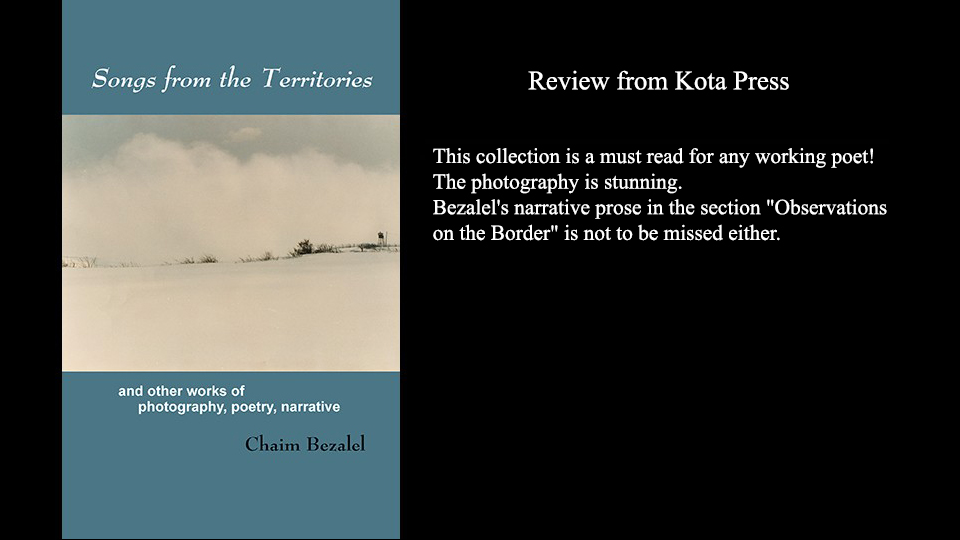 Songs from the Territories
and other works of
photography, poetry, narrative
Chaim Bezalel
Review from Kota Press
This collection is a must read for any working poet!
The photography is stunning.
Bezalel's narrative prose in the section "Observations
on the Border" is not to be missed either.